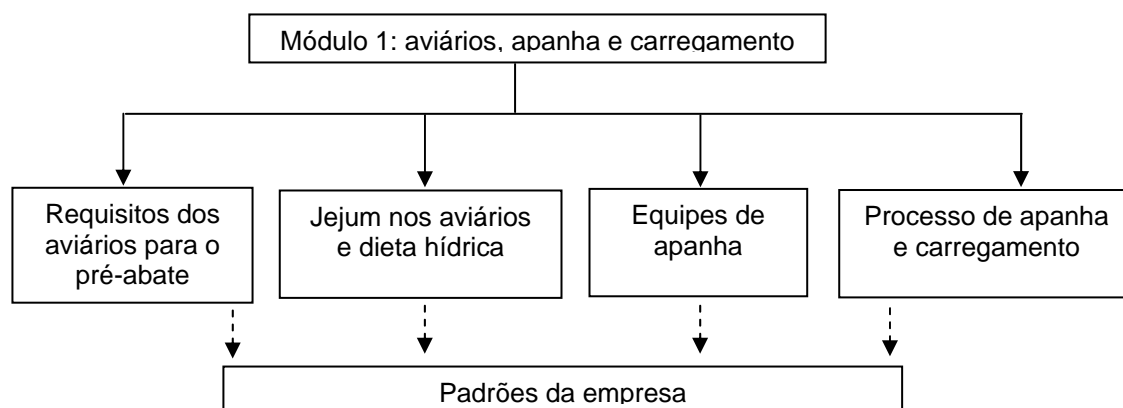 Módulo 1: aviários, apanha e carregamento
Requisitos dos
aviários para o
pré-abate
Jejum nos aviários
e dieta hídrica
Equipes de
apanha
Processo de apanha
e carregamento
Padrões da empresa